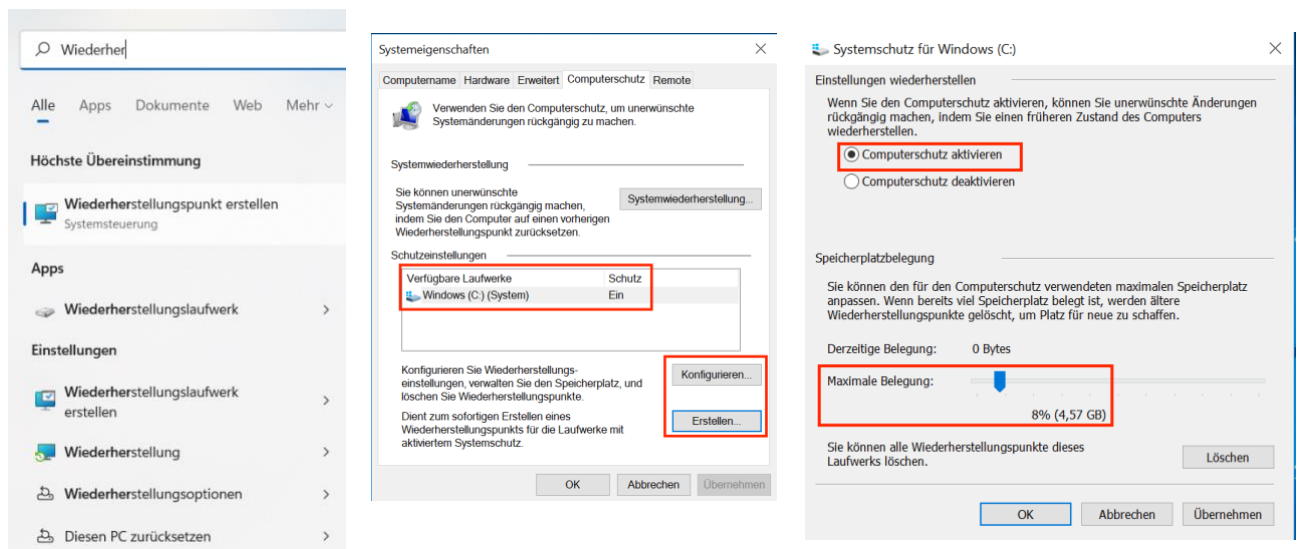 Wiederher
Alle Apps Dokumente Web Mehr
Höchste Übereinstimmung
Wiederherstellungspunkt erstellen
Systemsteuerung
Apps
Wiederherstellungslaufwerk
Einstellungen
Wiederherstellungslaufwerk
erstellen
Wiederherstellung
Wiederherstellungsoptionen
Diesen PC zurücksetzen
Systemeigenschaften
Computername Hardware Erweitert Computerschutz Remote
Verwenden Sie den Computerschutz, um unerwünschte
Systemänderungen rückgängig zu machen.
Systemwiederherstellung
Sie können unerwünschte
Systemänderungen rückgängig machen,
indem Sie den Computer auf einen vorherigen
Wiederherstellungspunkt zurücksetzen.
Systemwiederherstellung...
Schutzeinstellungen
Verfügbare Laufwerke Schutz
Windows (C:) (System) Ein
Konfigurieren Sie Wiederherstellungs-
einstellungen, verwalten Sie den Speicherplatz, und
löschen Sie Wiederherstellungspunkte.
Konfigurieren...
Dient zum sofortigen Erstellen eines
Wiederherstellungspunkts für die Laufwerke mit
aktiviertem Systemschutz.
Erstellen...
OK Abbrechen Übernehmen
Systemschutz für Windows (C:)
Einstellungen wiederherstellen
Wenn Sie den Computerschutz aktivieren, können Sie unerwünschte Änderungen
rückgängig machen, indem Sie einen früheren Zustand des Computers
wiederherstellen.
Computerschutz aktivieren
Computerschutz deaktivieren
Speicherplatzbelegung
Sie können den für den Computerschutz verwendeten maximalen Speicherplatz
anpassen. Wenn bereits viel Speicherplatz belegt ist, werden ältere
Wiederherstellungspunkte gelöscht, um Platz für neue zu schaffen.
Derzeitige Belegung: 0 Bytes
Maximale Belegung:
8% (4,57 GB)
Sie können alle Wiederherstellungspunkte dieses
Laufwerks löschen.
Löschen
OK Abbrechen Übernehmen